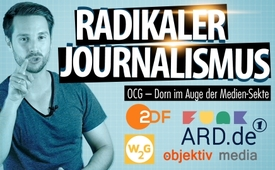 RADIKALER
JOURNALISMUS
OCG – Dorn im Auge der Medien-Sekte
ZDF
FUNK
ARD.de
W2G
objektiv media